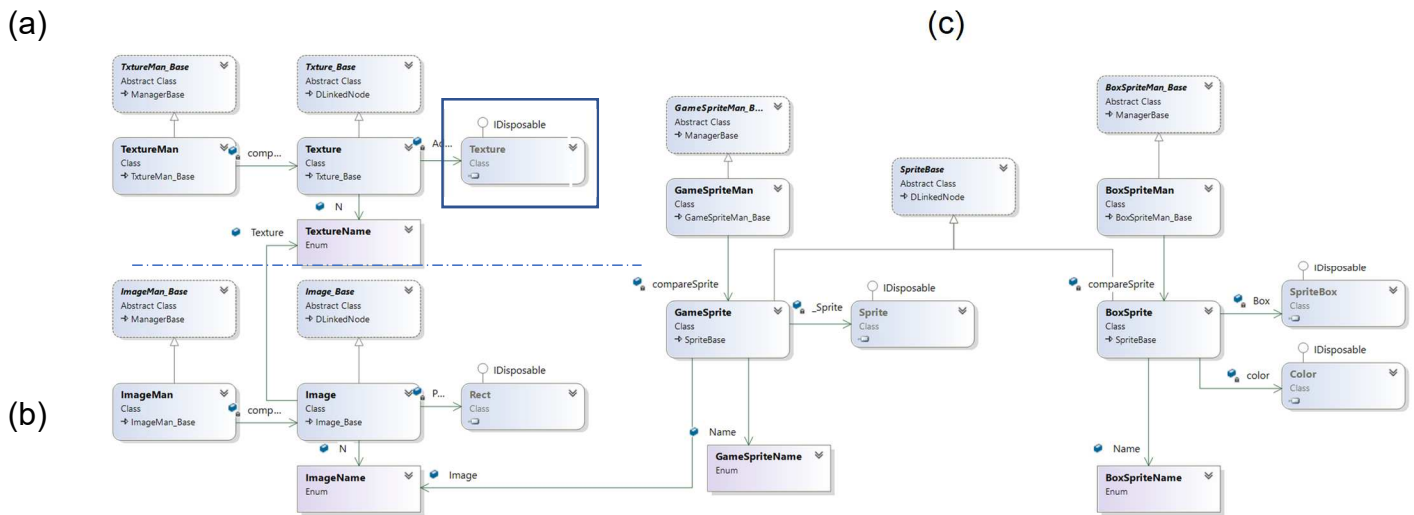 (a)
(c)
TxtureMan_Base
Abstract Class
ManagerBase
Txture_Base
Abstract Class
DLinkedNode
IDisposable
Texture
Class
TextureMan
Class
TxtureMan_Base
comp...
Texture
Class
Txture_Base
Ac...
N
Texture
TextureName
Enum
GameSpriteMan_B...
Abstract Class
ManagerBase
GameSpriteMan
Class
GameSpriteMan_Base
SpriteBase
Abstract Class
DLinkedNode
BoxSpriteMan_Base
Abstract Class
ManagerBase
BoxSpriteMan
Class
BoxSpriteMan_Base
(b)
ImageMan_Base
Abstract Class
ManagerBase
Image_Base
Abstract Class
DLinkedNode
ImageMan
Class
ImageMan_Base
comp...
Image
Class
Image_Base
P...
IDisposable
Rect
Class
N
ImageName
Enum
Image
compareSprite
GameSprite
Class
SpriteBase
_Sprite
IDisposable
Sprite
Class
Name
GameSpriteName
Enum
compareSprite
BoxSprite
Class
SpriteBase
Box
IDisposable
SpriteBox
Class
color
IDisposable
Color
Class
Name
BoxSpriteName
Enum